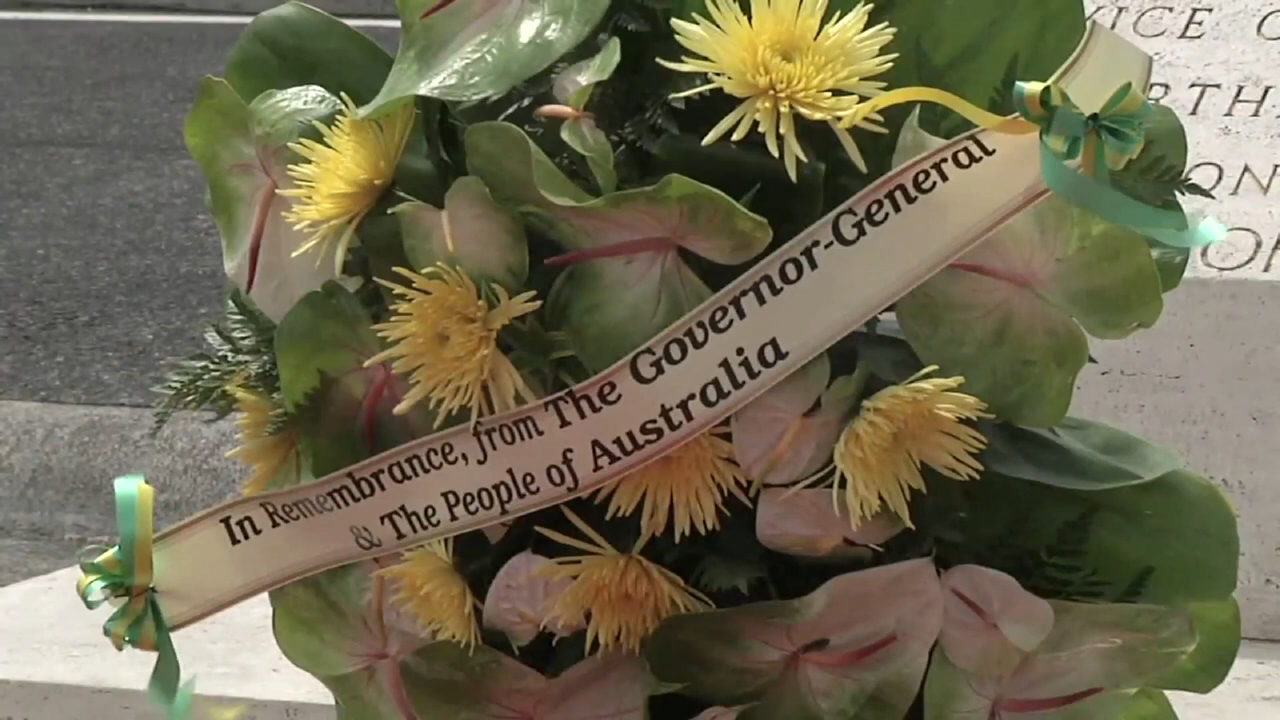 In Remembrance, from The Governor-General
& The People of Australia